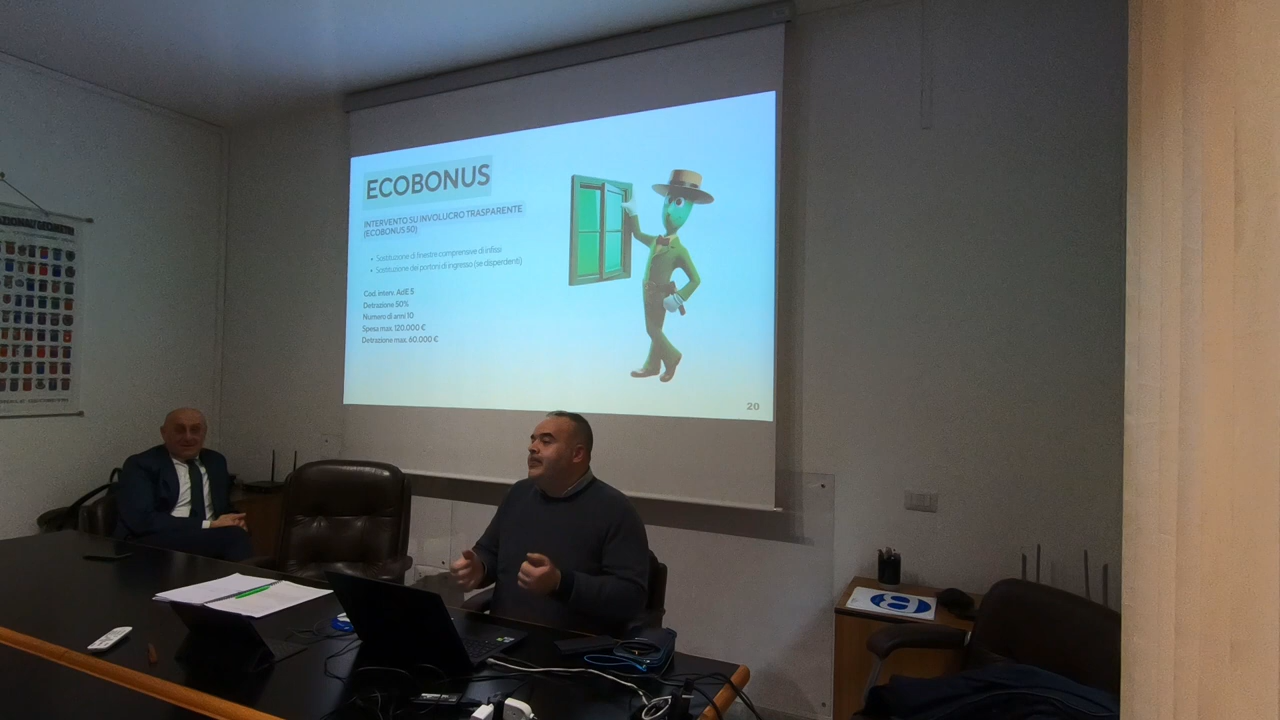 ECOBONUS
INTERVENTO SU INVOLUCRO TRASPARENTE
(ECOBONUS 50)
• Sostituzione di finestre comprensive di infissi
• Sostituzione dei portoni di ingresso (se disperdenti)
Cod. interv. AdE 5
Detrazione 50%
Numero di anni 10
Spesa max. 120.000 €
Detrazione max. 60.000 €
20